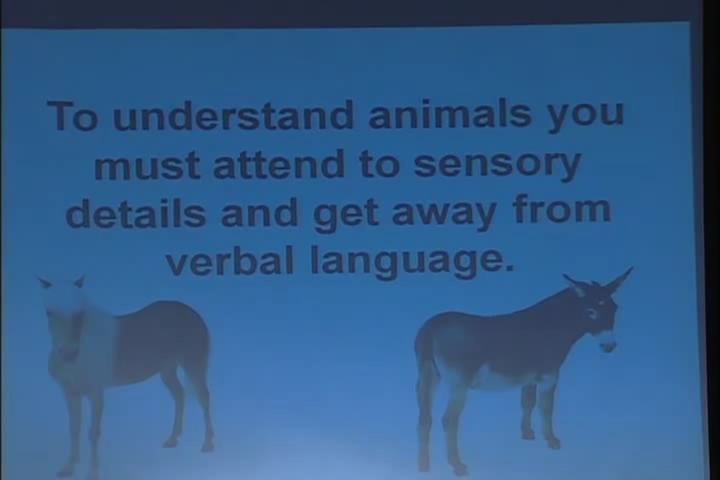 To understand animals you
must attend to sensory
details and get away from
verbal language.